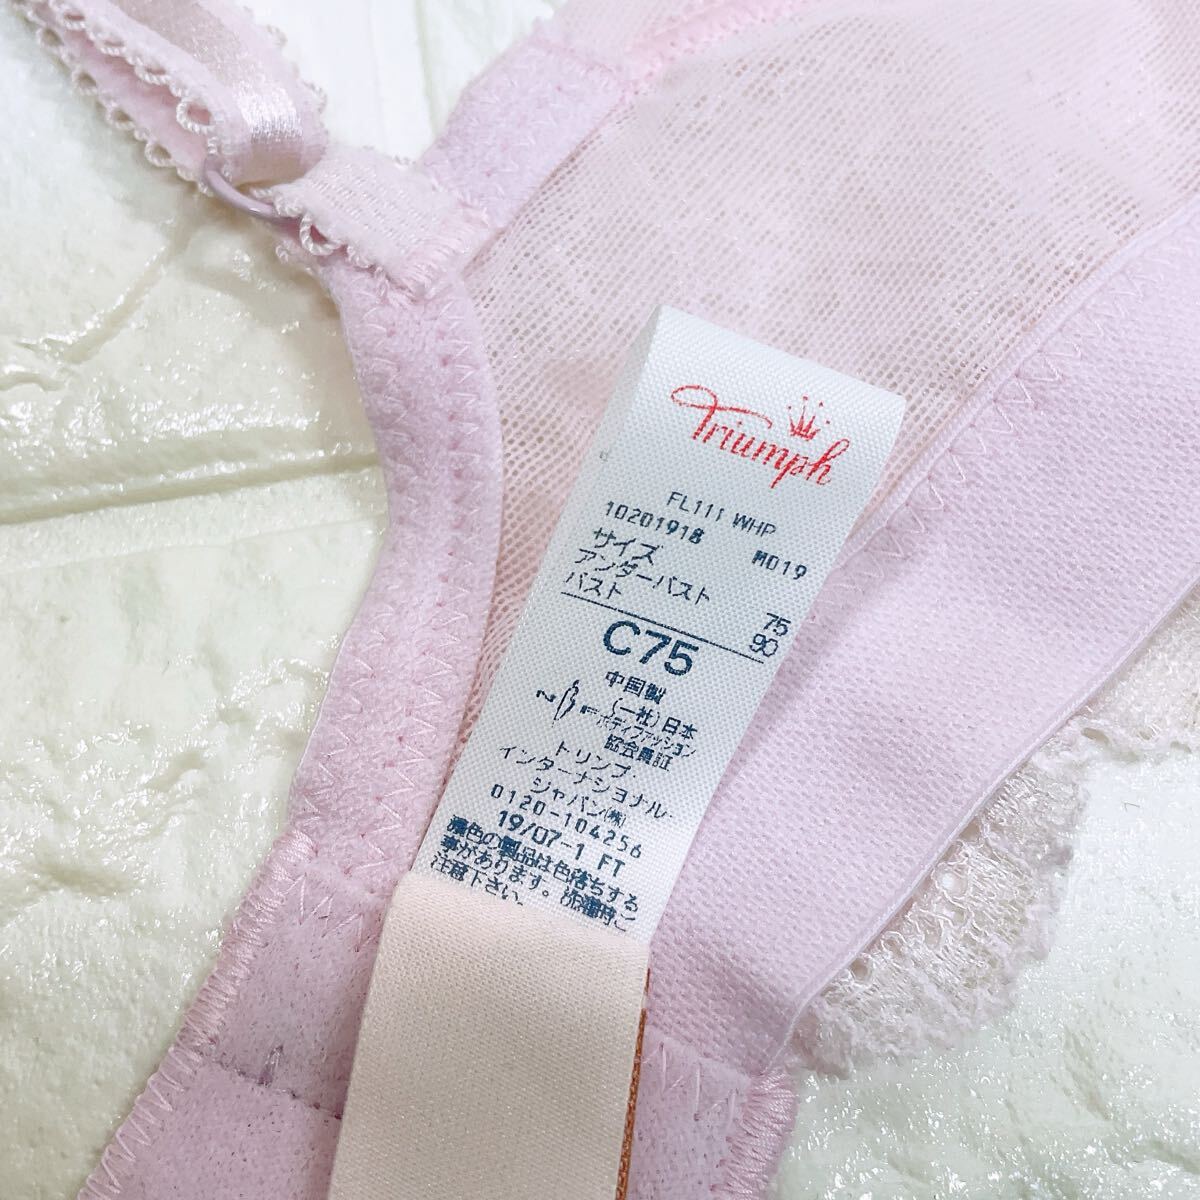 Triumph
FL111 WHP
10201918 M019
サイズ
アンダーバスト 75
バスト 90
C75
中国製
(一社)日本
NBF ボディファッション
協会員証
トリンプ・
インターナショナル・
ジャパン(株)
0120-104256
19/07-1 FT
濃色の製品は色落ちする
事があります。洗濯時ご
注意下さい。